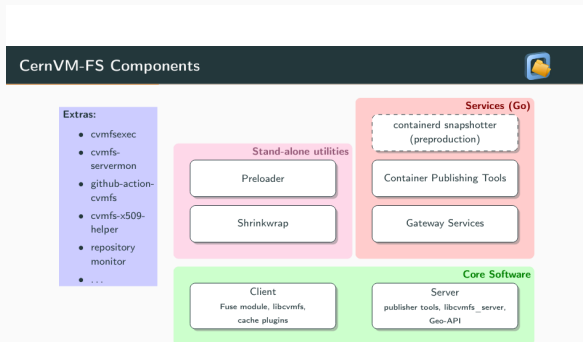 CernVM-FS Components
Extras:
• cvmfsexec
• cvmfs-
servermon
• github-action-
cvmfs
• cvmfs-x509-
helper
• repository
monitor
• ...
Stand-alone utilities
Preloader
Shrinkwrap
Services (Go)
containerd snapshotter
(preproduction)
Container Publishing Tools
Gateway Services
Core Software
Client
Fuse module, libcvmfs,
cache plugins
Server
publisher tools, libcvmfs_server,
Geo-API